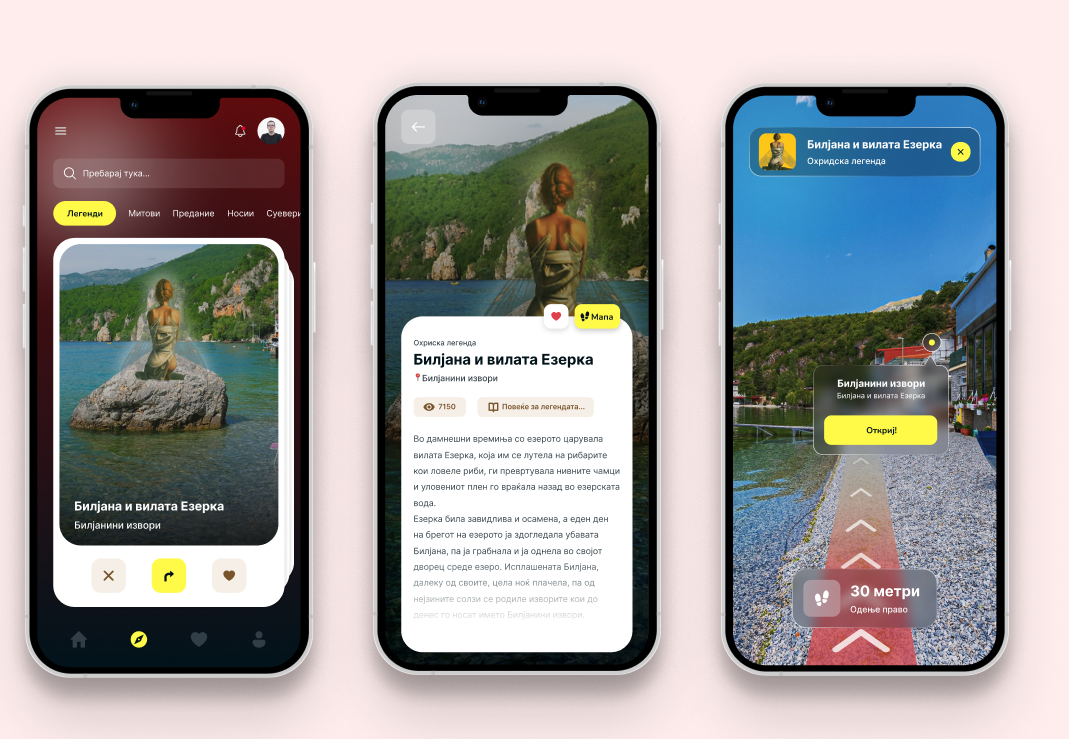 Пребарај тука...
Легенди
Митови
Предание
Носии
Суевери
Билјана и вилата Езерка
Билјанини извори
Мапа
Охриска легенда
Билјана и вилата Езерка
Билјанини извори
7150
Повеќе за легендата...
Во дамнешни времиња со езерото царувала
вилата Езерка, која им се лутела на рибарите
кои ловеле риби, ги превртувала нивните чамци
и уловениот плен го враќала назад во езерската
вода.
Езерка била завидлива и осамена, а еден ден
на брегот на езерото ја здогледала убавата
Билјана, па ја грабнала и ја однела во својот
дворец среде езеро. Исплашената Билјана,
далеку од своите, цела ноќ плачела, па од
нејзините солзи се родиле изворите кои до
денес го носат името Билјанини извори.
Билјана и вилата Езерка
Охридска легенда
Билјанини извори
Билјана и вилата Езерка
Откриј!
30 метри
Одење право